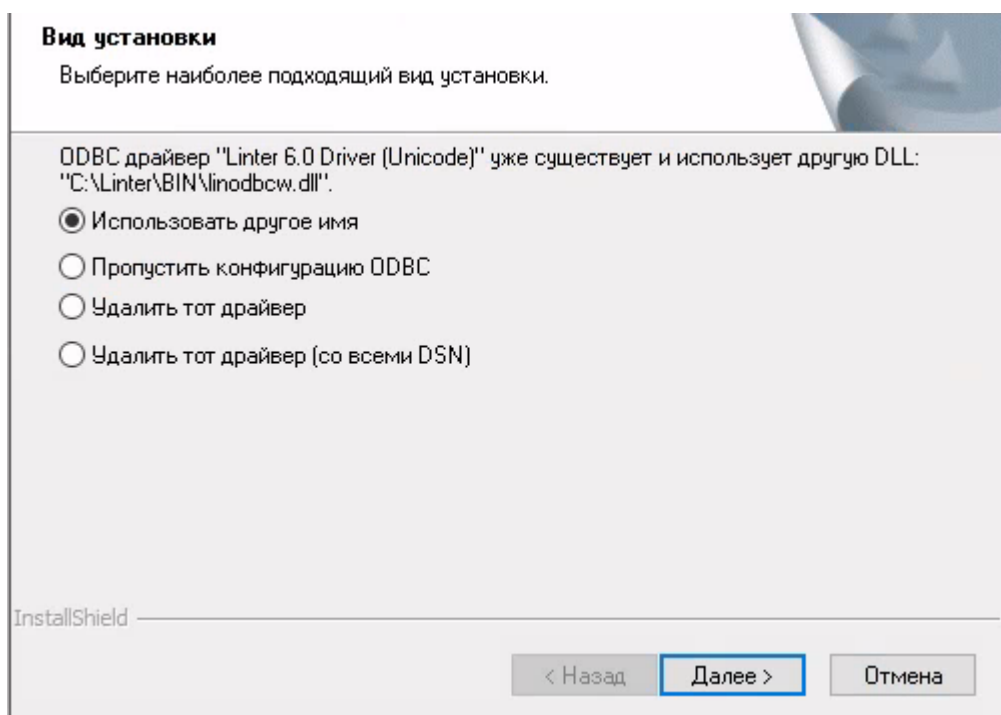 Вид установки
Выберите наиболее подходящий вид установки.
ODBC драйвер "Linter 6.0 Driver (Unicode)" уже существует и использует другую DLL:
"C:\Linter\BIN\linodbcw.dll".
Использовать другое имя
Пропустить конфигурацию ODBC
Удалить тот драйвер
Удалить тот драйвер (со всеми DSN)
InstallShield
< Назад Далее > Отмена